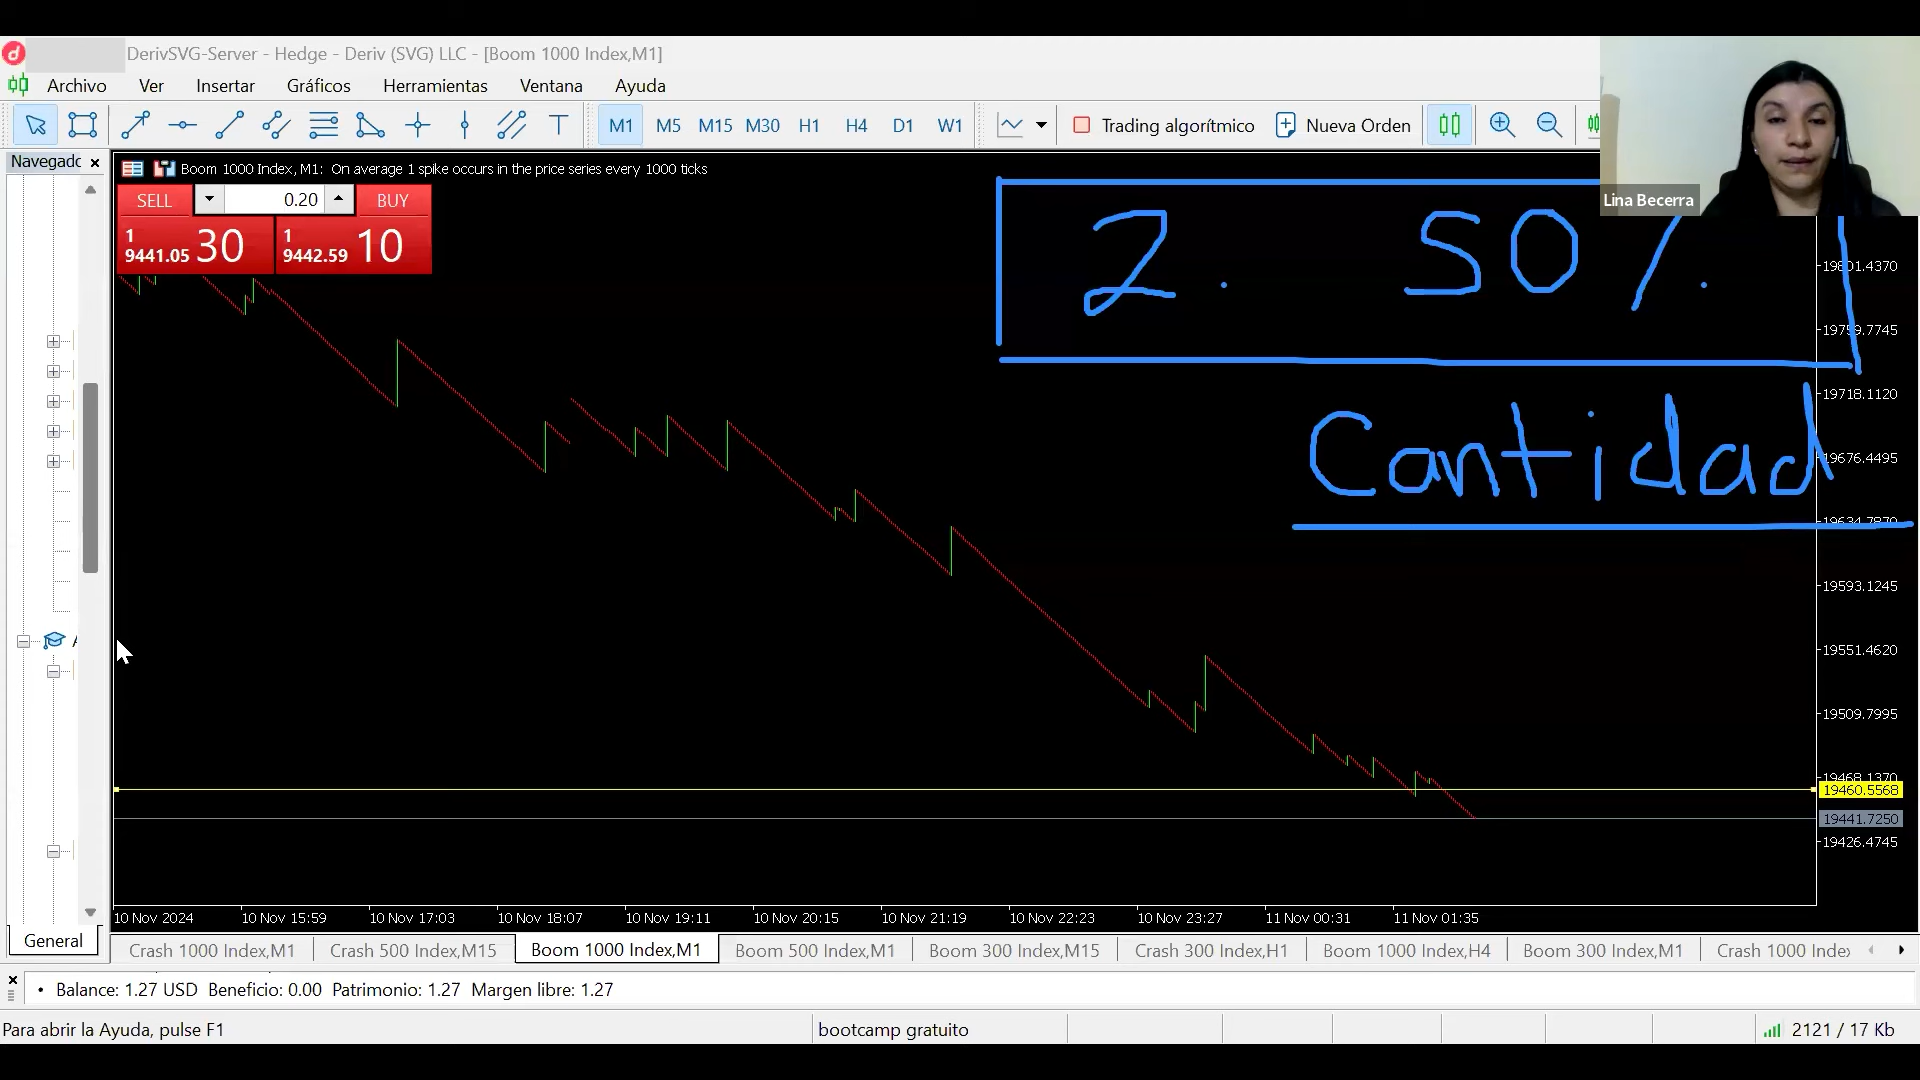 DerivSVG-Server - Hedge - Deriv (SVG) LLC - [Boom 1000 Index,M1]
Archivo Ver Insertar Gráficos Herramientas Ventana Ayuda
T M1 M5 M15 M30 H1 H4 D1 W1 Trading algorítmico Nueva Orden
Lina Becerra
Navegado
Boom 1000 Index, M1: On average 1 spike occurs in the price series every 1000 ticks
SELL 0.20 BUY
1 9441.05 30 1 9442.59 10
2. 50%.
Cantidad
19801.4370
19759.7745
19718.1120
19676.4495
19634.7870
19593.1245
19551.4620
19509.7995
19468.1370
19460.5568
19441.7250
19426.4745
10 Nov 2024 10 Nov 15:59 10 Nov 17:03 10 Nov 18:07 10 Nov 19:11 10 Nov 20:15 10 Nov 21:19 10 Nov 22:23 10 Nov 23:27 11 Nov 00:31 11 Nov 01:35
General
Crash 1000 Index,M1 Crash 500 Index,M15 Boom 1000 Index,M1 Boom 500 Index,M1 Boom 300 Index,M15 Crash 300 Index,H1 Boom 1000 Index,H4 Boom 300 Index,M1 Crash 1000 Index
Balance: 1.27 USD Beneficio: 0.00 Patrimonio: 1.27 Margen libre: 1.27
Para abrir la Ayuda, pulse F1 bootcamp gratuito 2121 / 17 Kb